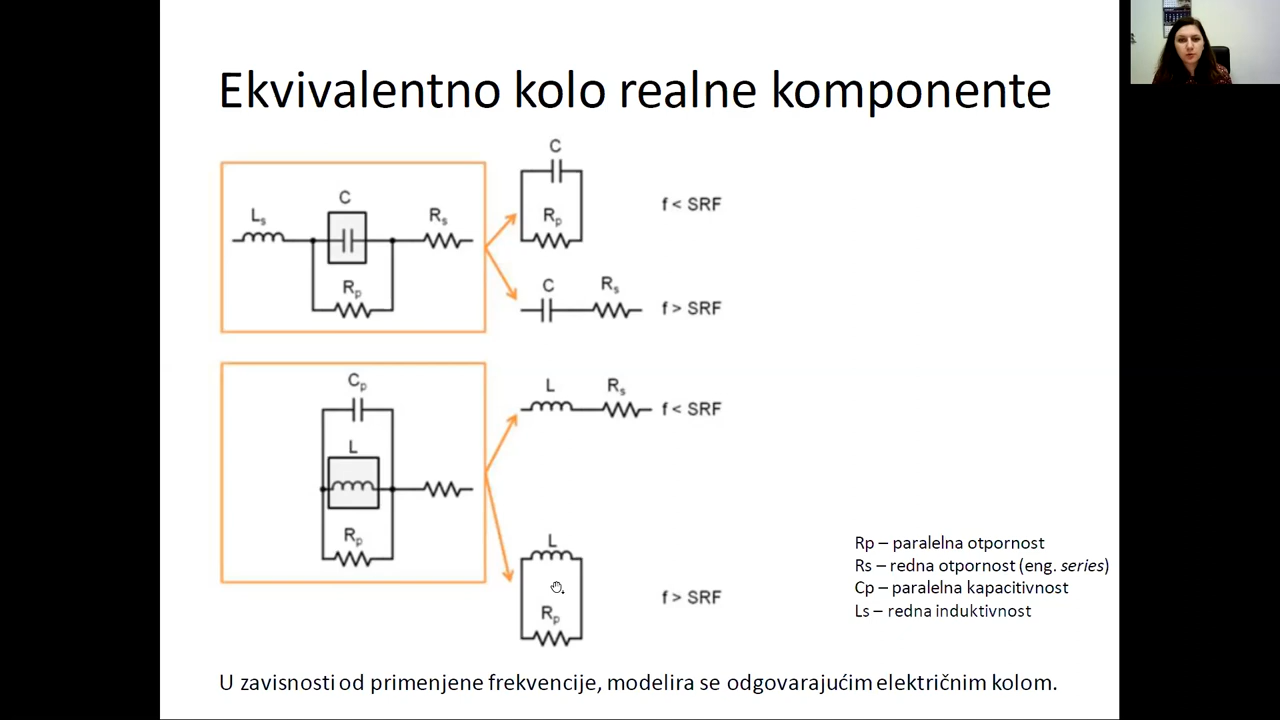 Ekvivalentno kolo realne komponente
C
Ls
C
Rs
Rp
Rp
f < SRF
C
Rs
f > SRF
Cp
L
Rp
L
Rs
f < SRF
L
Rp
f > SRF
Rp – paralelna otpornost
Rs – redna otpornost (eng. series)
Cp – paralelna kapacitivnost
Ls – redna induktivnost
U zavisnosti od primenjene frekvencije, modelira se odgovarajućim električnim kolom.